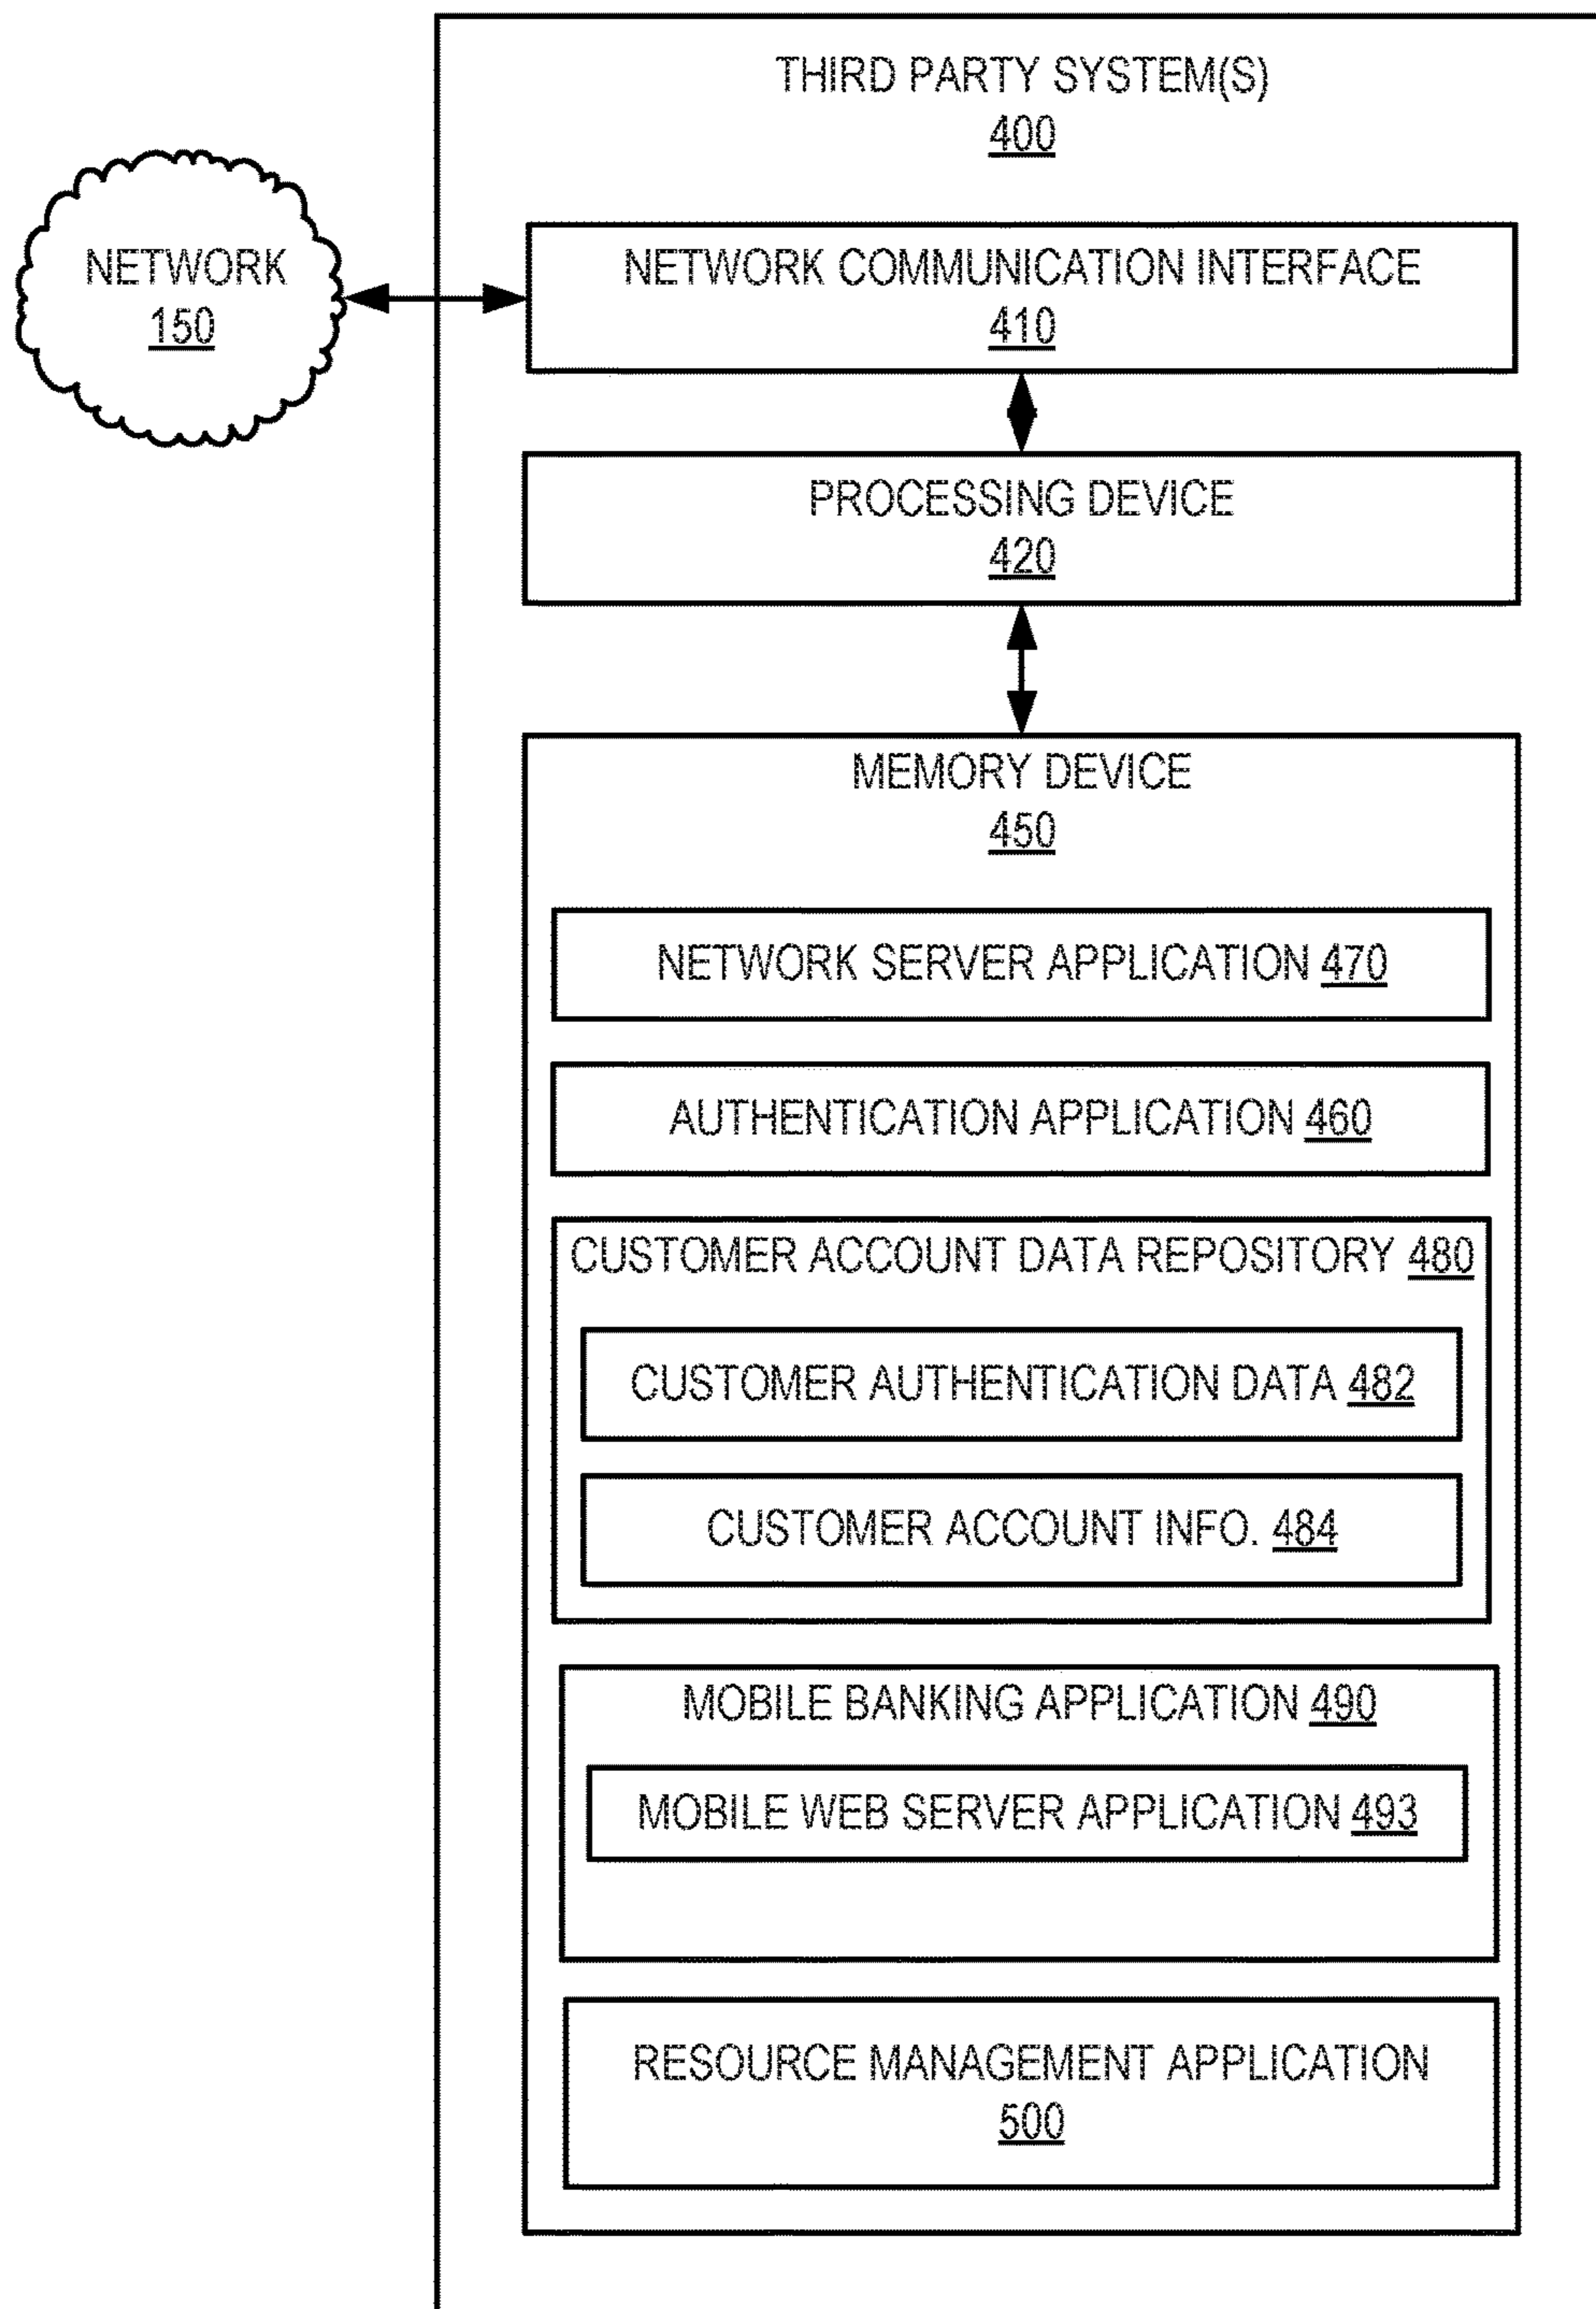 THIRD PARTY SYSTEM(S)
400
NETWORK
150
NETWORK COMMUNICATION INTERFACE
410
PROCESSING DEVICE
420
MEMORY DEVICE
450
NETWORK SERVER APPLICATION 470
AUTHENTICATION APPLICATION 460
CUSTOMER ACCOUNT DATA REPOSITORY 480
CUSTOMER AUTHENTICATION DATA 482
CUSTOMER ACCOUNT INFO. 484
MOBILE BANKING APPLICATION 490
MOBILE WEB SERVER APPLICATION 493
RESOURCE MANAGEMENT APPLICATION
500